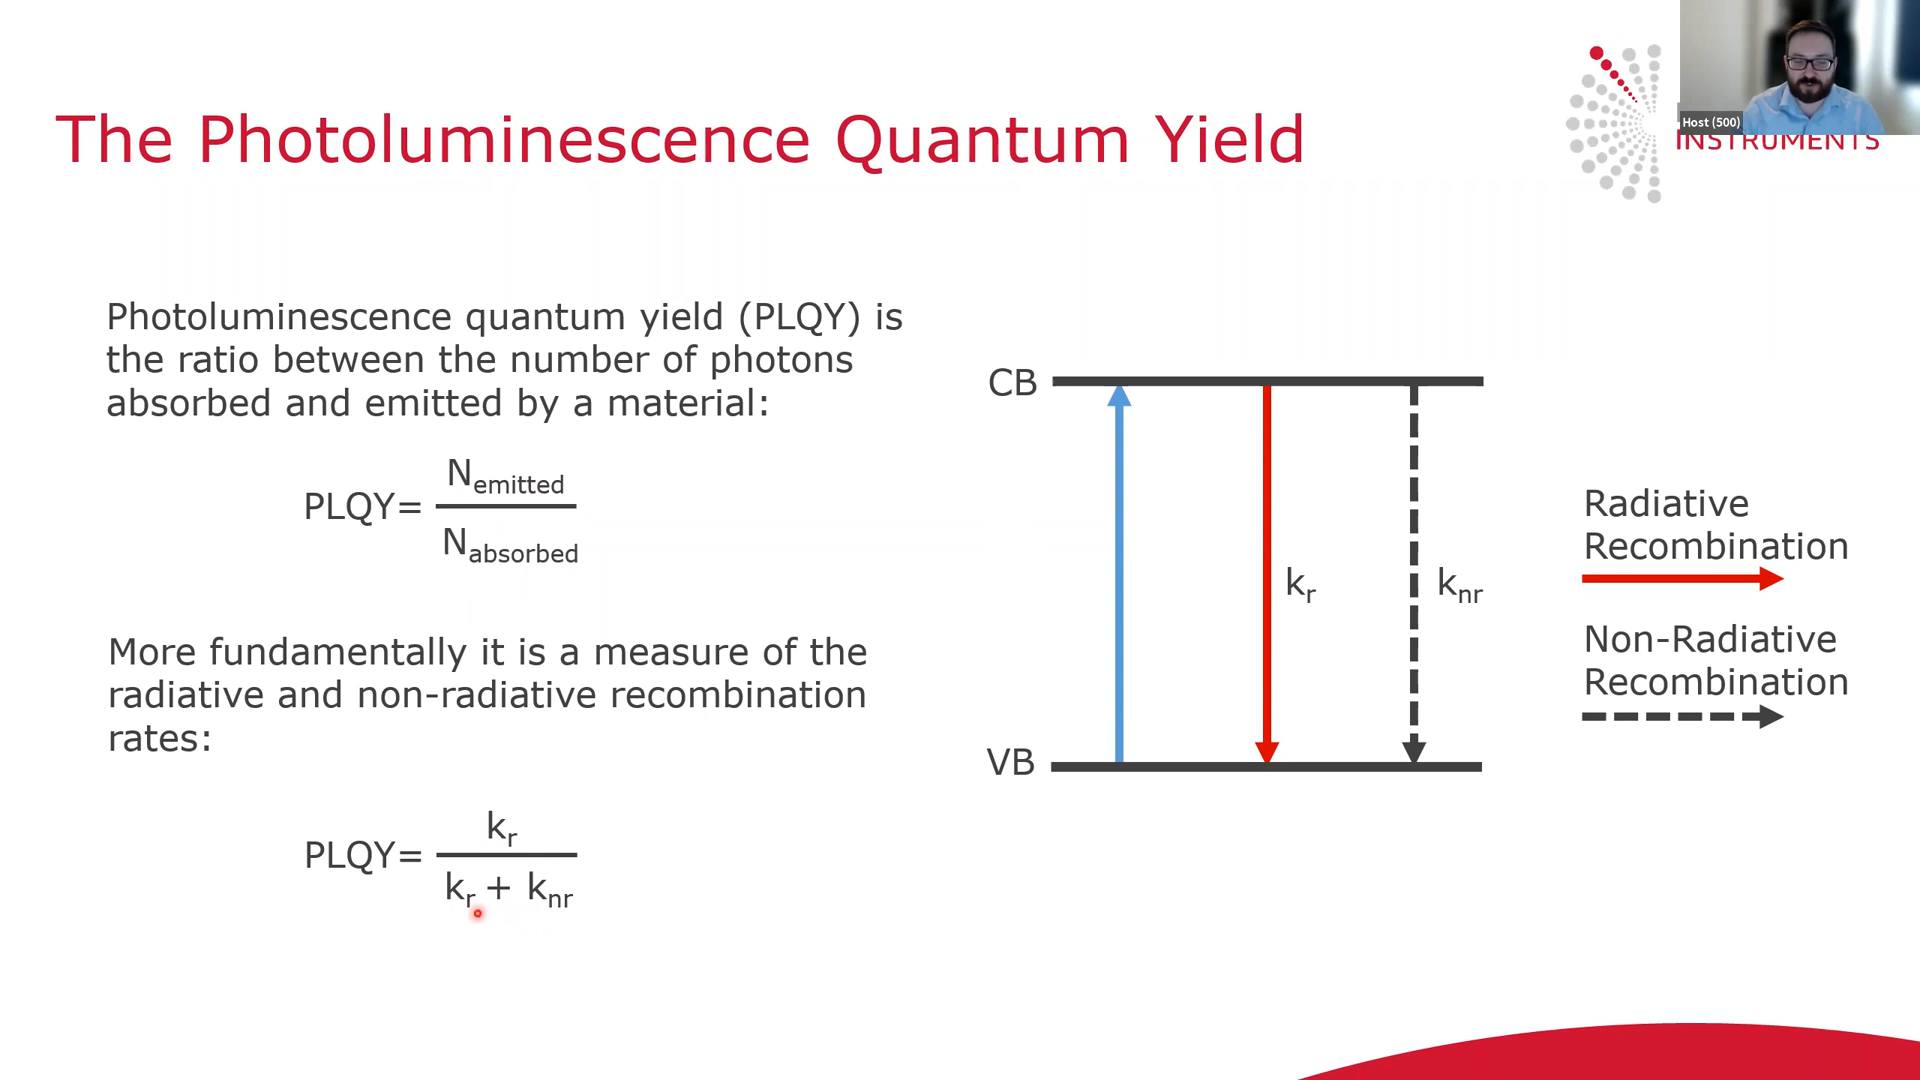 The Photoluminescence Quantum Yield
Host (500)
INSTRUMENTS
Photoluminescence quantum yield (PLQY) is
the ratio between the number of photons
absorbed and emitted by a material:
PLQY= N_emitted / N_absorbed
More fundamentally it is a measure of the
radiative and non-radiative recombination
rates:
PLQY= k_r / k_r + k_nr
CB
k_r
k_nr
VB
Radiative
Recombination
Non-Radiative
Recombination